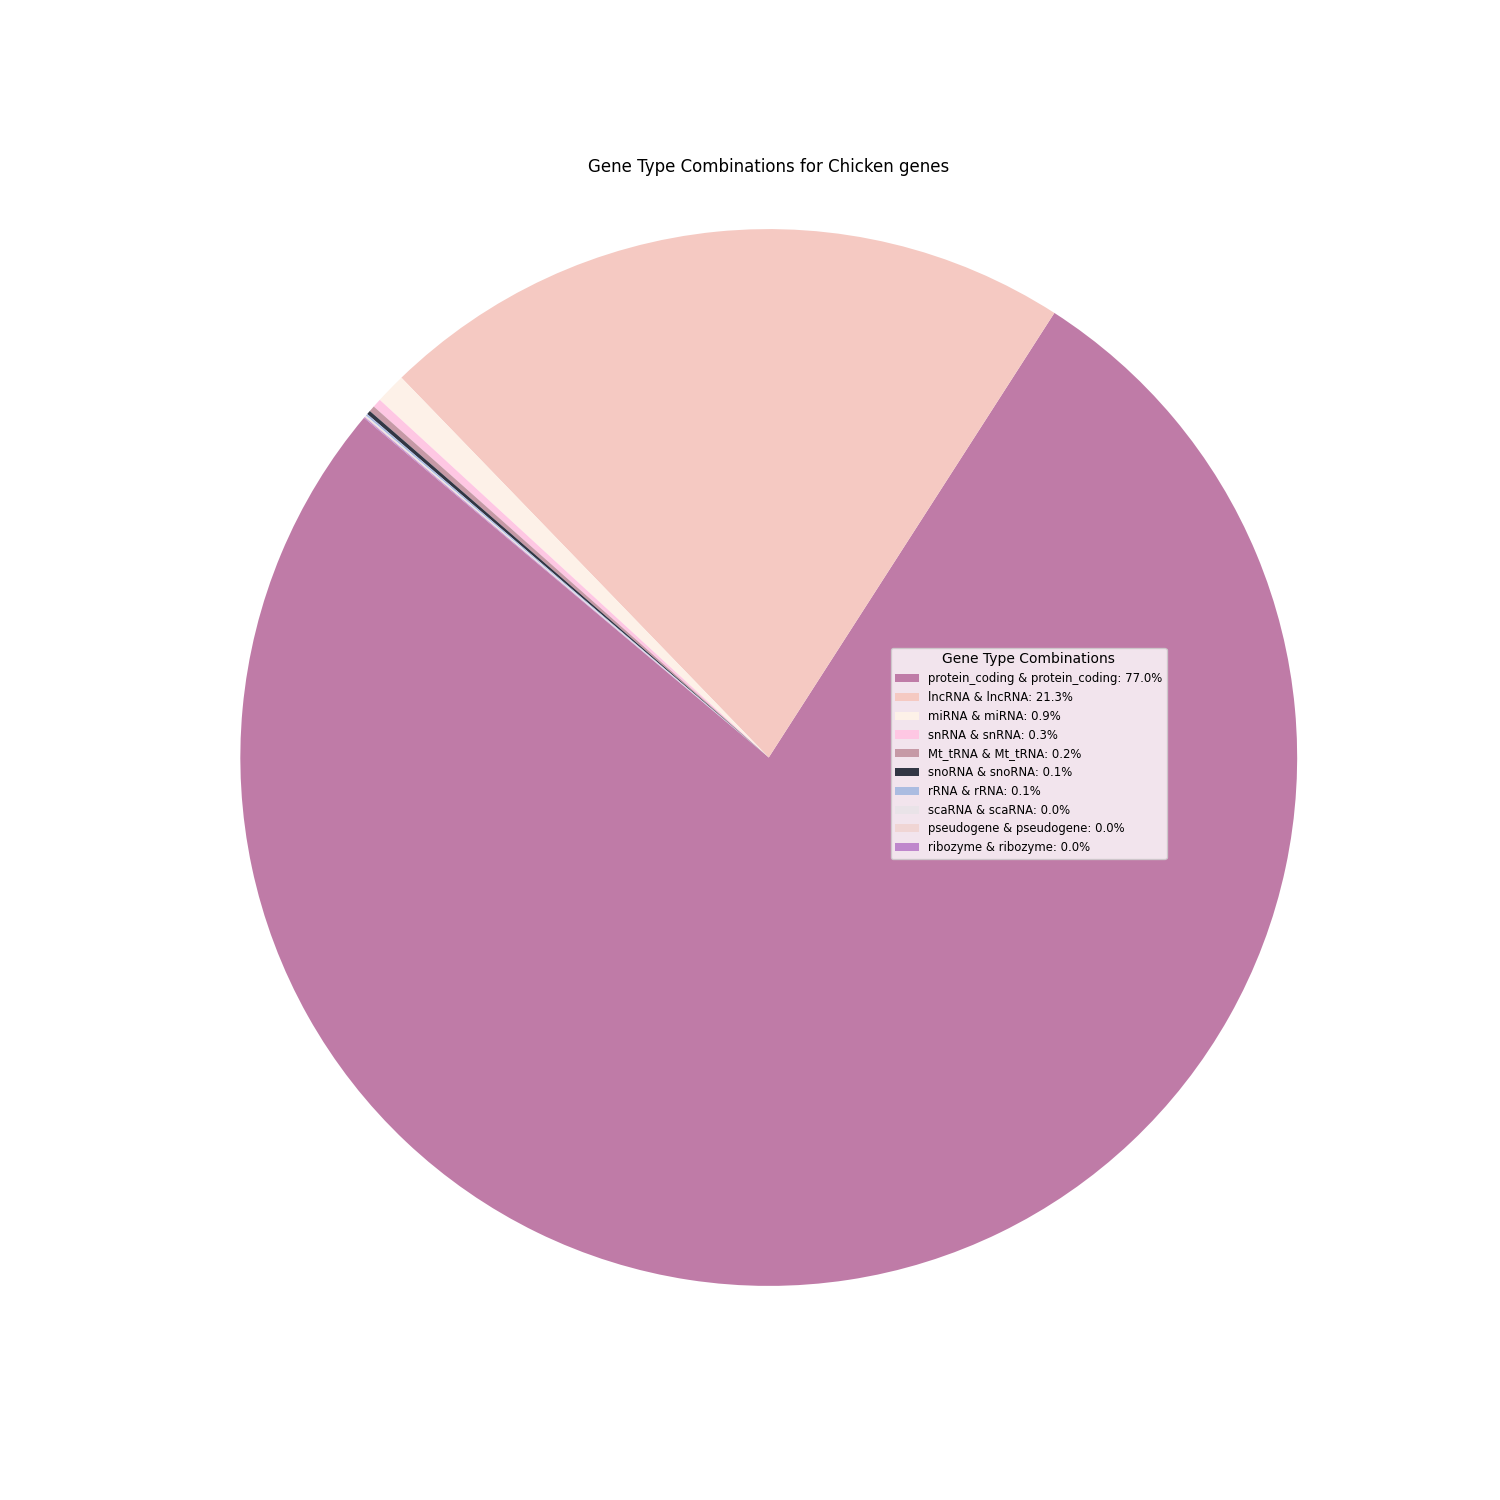 Gene Type Combinations for Chicken genes
Gene Type Combinations
protein_coding & protein_coding: 77.0%
lncRNA & lncRNA: 21.3%
miRNA & miRNA: 0.9%
snRNA & snRNA: 0.3%
Mt_tRNA & Mt_tRNA: 0.2%
snoRNA & snoRNA: 0.1%
rRNA & rRNA: 0.1%
scaRNA & scaRNA: 0.0%
pseudogene & pseudogene: 0.0%
ribozyme & ribozyme: 0.0%